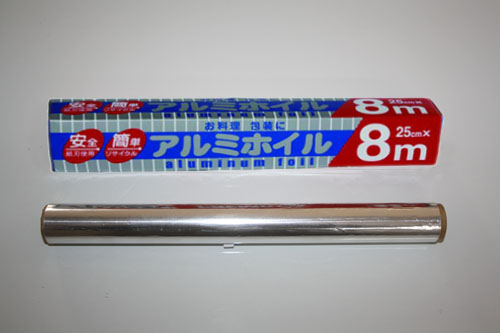 安全 簡単 アルミホイル 8m 25cm×
お料理 包装に
安全 紙刃使用
簡単 リサイクル
アルミホイル
aluminum foil
25cm×
8m